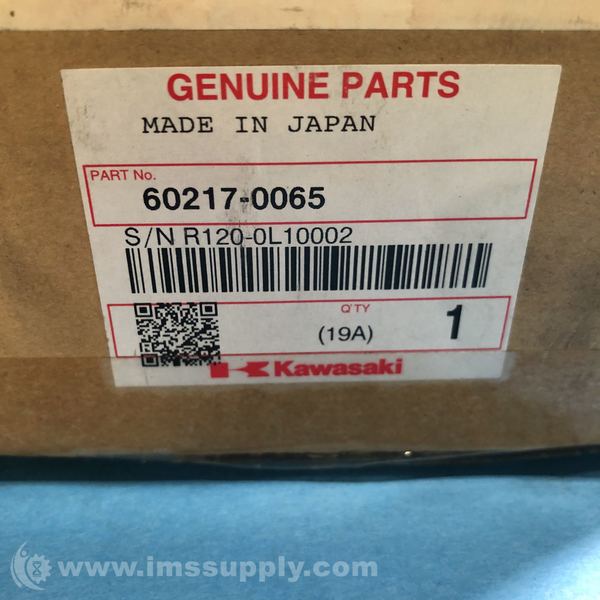 GENUINE PARTS
MADE IN JAPAN
PART No.
60217-0065
S/N R120-0L10002
Q'TY
(19A)
1
Kawasaki
www.imssupply.com